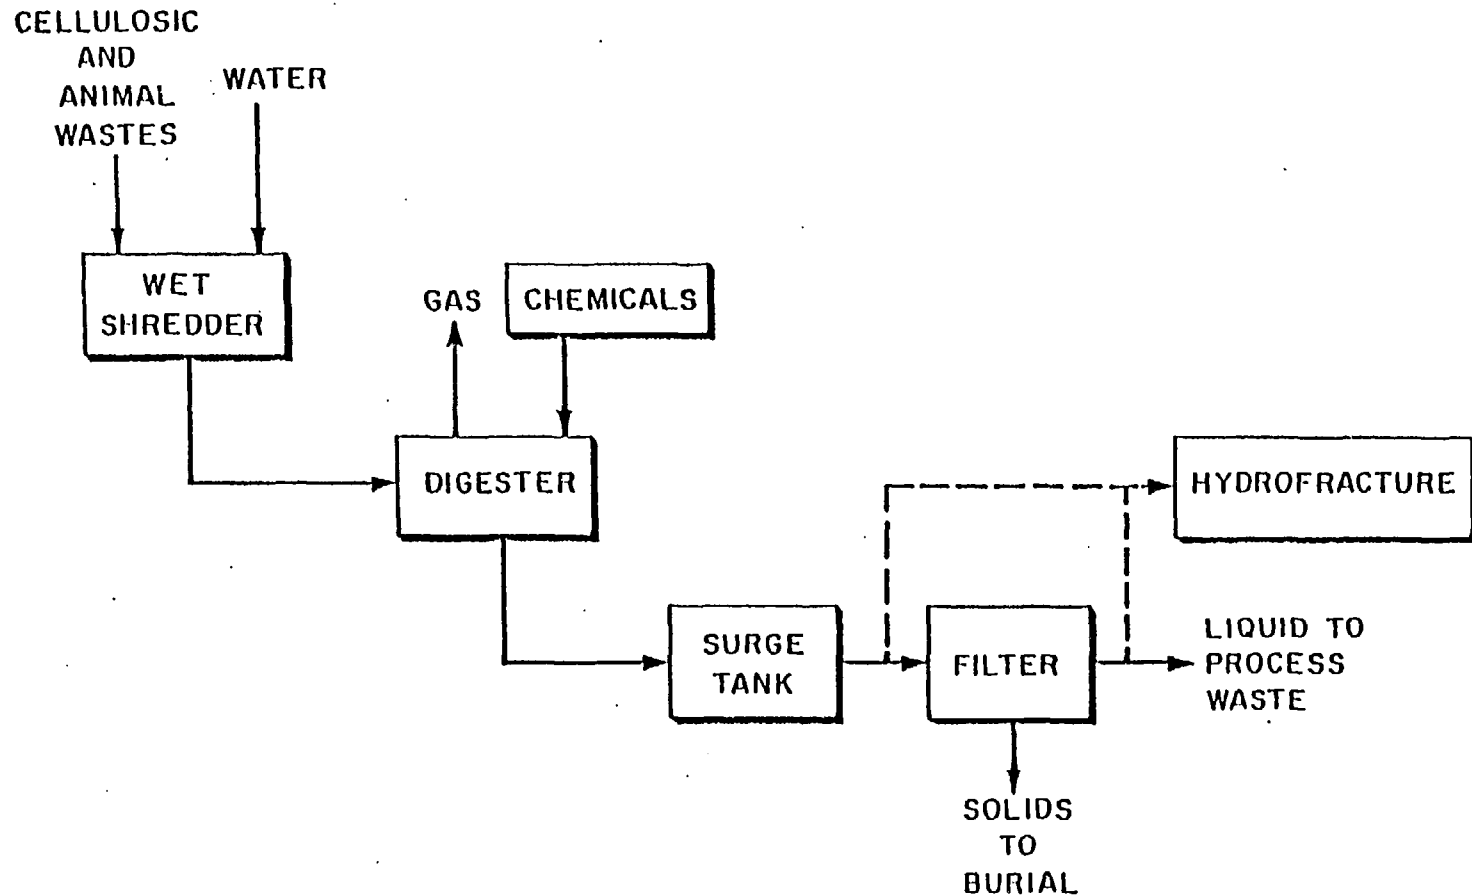 CELLULOSIC
AND
ANIMAL
WASTES
WATER
WET
SHREDDER
GAS
CHEMICALS
DIGESTER
HYDROFRACTURE
SURGE
TANK
FILTER
LIQUID TO
PROCESS
WASTE
SOLIDS
TO
BURIAL